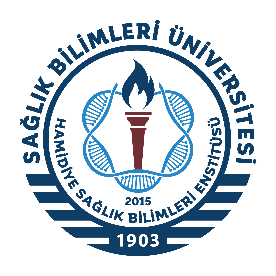 SAĞLIK BİLİMLERİ ÜNİVERSİTESİ
HAMİDİYE SAĞLIK BİLİMLERİ ENSTİTÜSÜ
2015
1903